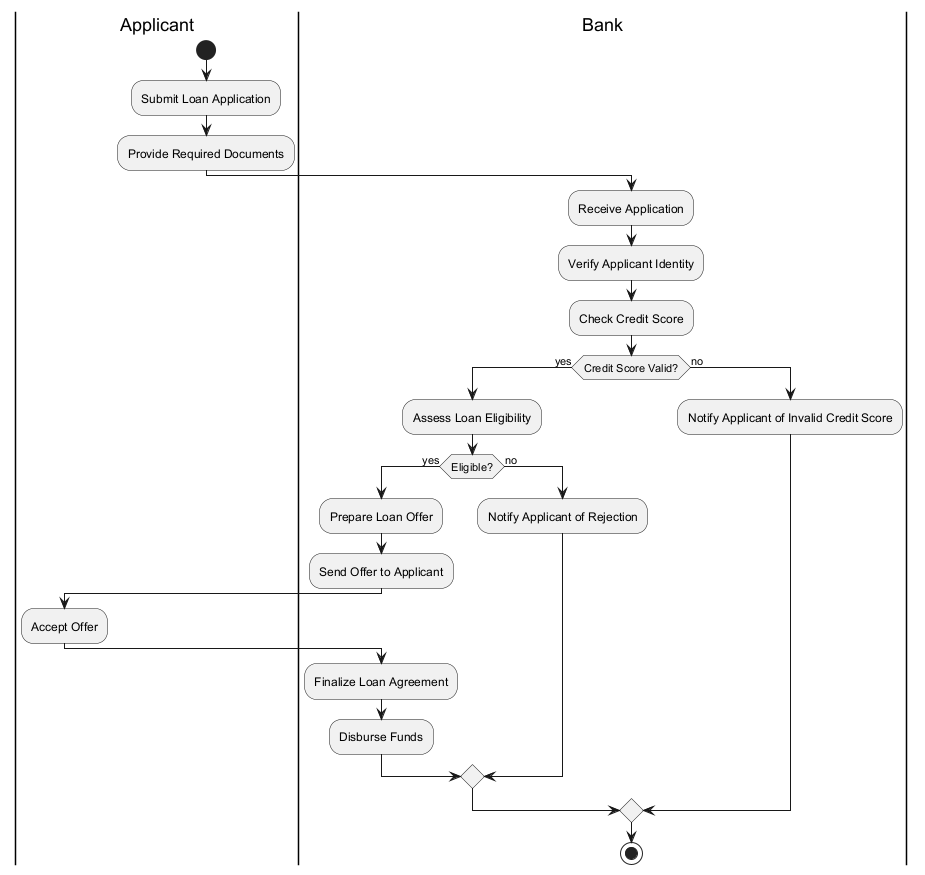 Applicant
Bank
Submit Loan Application
Provide Required Documents
Receive Application
Verify Applicant Identity
Check Credit Score
yes
Credit Score Valid?
no
Assess Loan Eligibility
Notify Applicant of Invalid Credit Score
yes
Eligible?
no
Prepare Loan Offer
Notify Applicant of Rejection
Send Offer to Applicant
Accept Offer
Finalize Loan Agreement
Disburse Funds